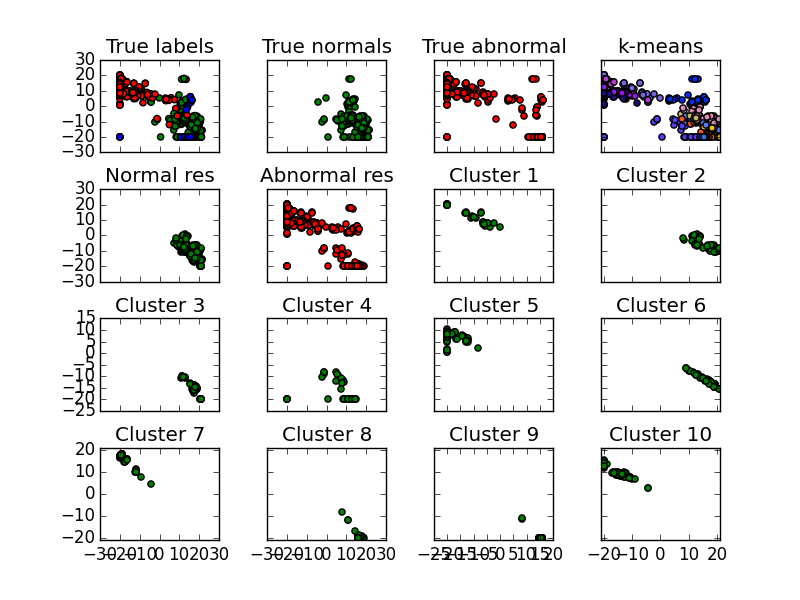 True labels
True normals
True abnormal
k-means
30
20
10
0
−10
−20
−30
Normal res
Abnormal res
Cluster 1
Cluster 2
30
20
10
0
−10
−20
−30
Cluster 3
Cluster 4
Cluster 5
Cluster 6
15
10
5
0
−5
−10
−15
−20
−25
Cluster 7
Cluster 8
Cluster 9
Cluster 10
20
10
0
−10
−20
−30−20−10 0 10 20 30
−30−20−10 0 10 20 30
−25−20−15−10−5 0 5 10 15 20
−20−10 0 10 20